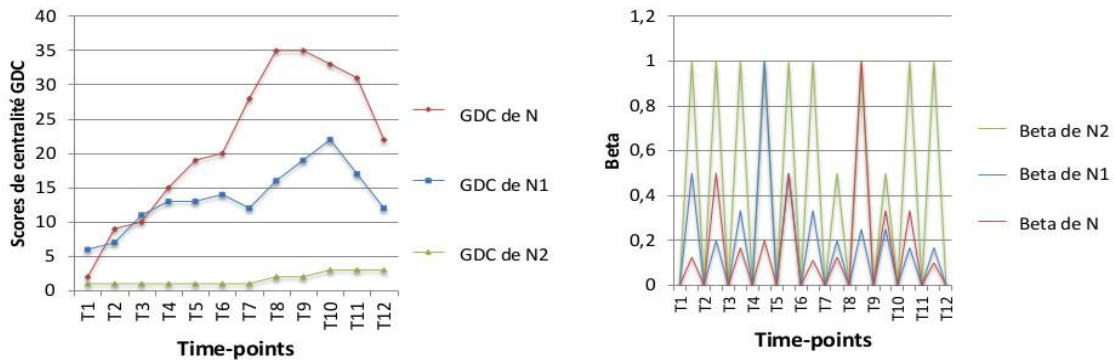 40
35
30
25
20
15
10
5
0
Scores de centralité GDC
T1
T2
T3
T4
T5
T6
T7
T8
T9
T10
T11
T12
Time-points
GDC de N
GDC de N1
GDC de N2
1,2
1
0,8
0,6
0,4
0,2
0
Beta
T1
T2
T3
T4
T5
T6
T7
T8
T9
T10
T11
T12
Time-points
Beta de N2
Beta de N1
Beta de N